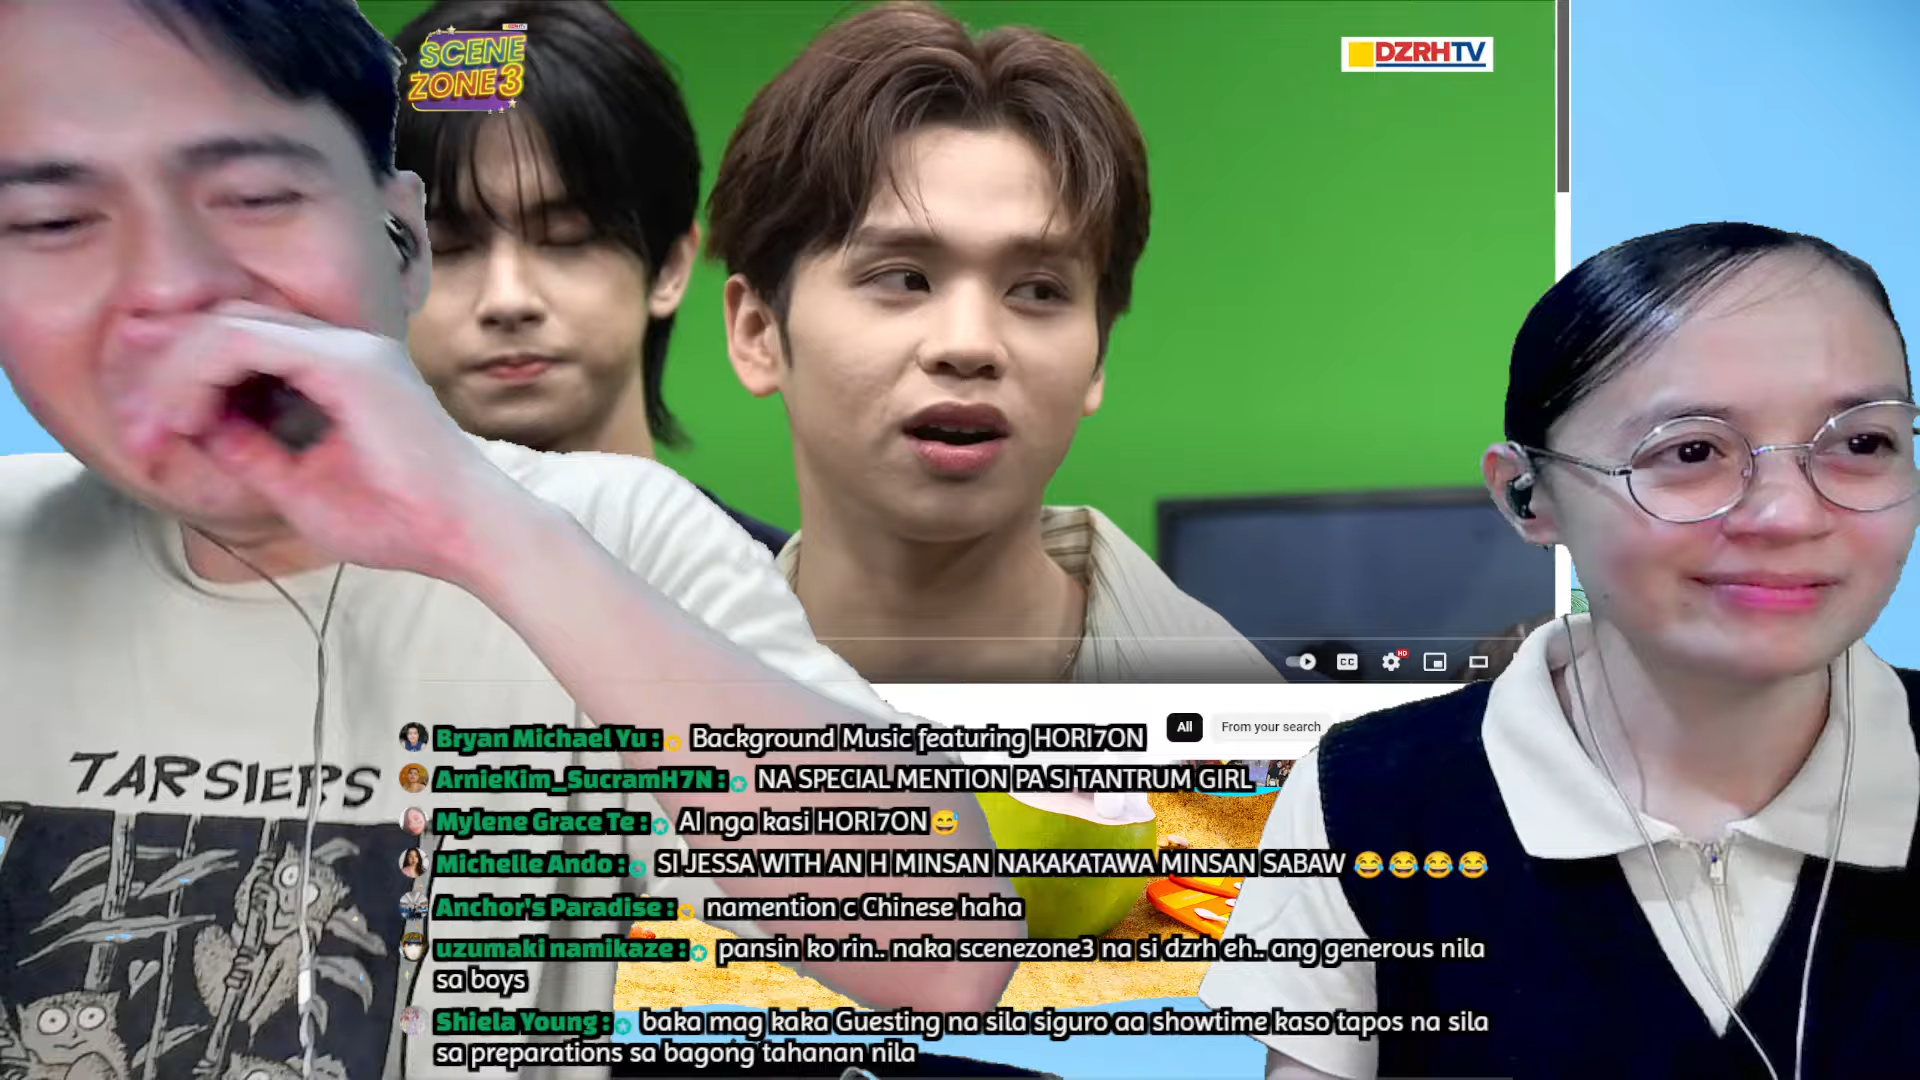 DZRHTV
SCENE
ZONE3
DZRHTV
CC
HD
All
From your search
Bryan Michael Yu : Background Music featuring HORI7ON
ArnieKim_SucramH7N : NA SPECIAL MENTION PA SI TANTRUM GIRL
Mylene Grace Te : AI nga kasi HORI7ON😅
Michelle Ando : SI JESSA WITH AN H MINSAN NAKAKATAWA MINSAN SABAW 😂😂😂😂
Anchor's Paradise : namention c Chinese haha
uzumaki namikaze : pansin ko rin.. naka scenezone3 na si dzrh eh.. ang generous nila
sa boys
Shiela Young : baka mag kaka Guesting na sila siguro aa showtime kaso tapos na sila
sa preparations sa bagong tahanan nila
TARSIERS